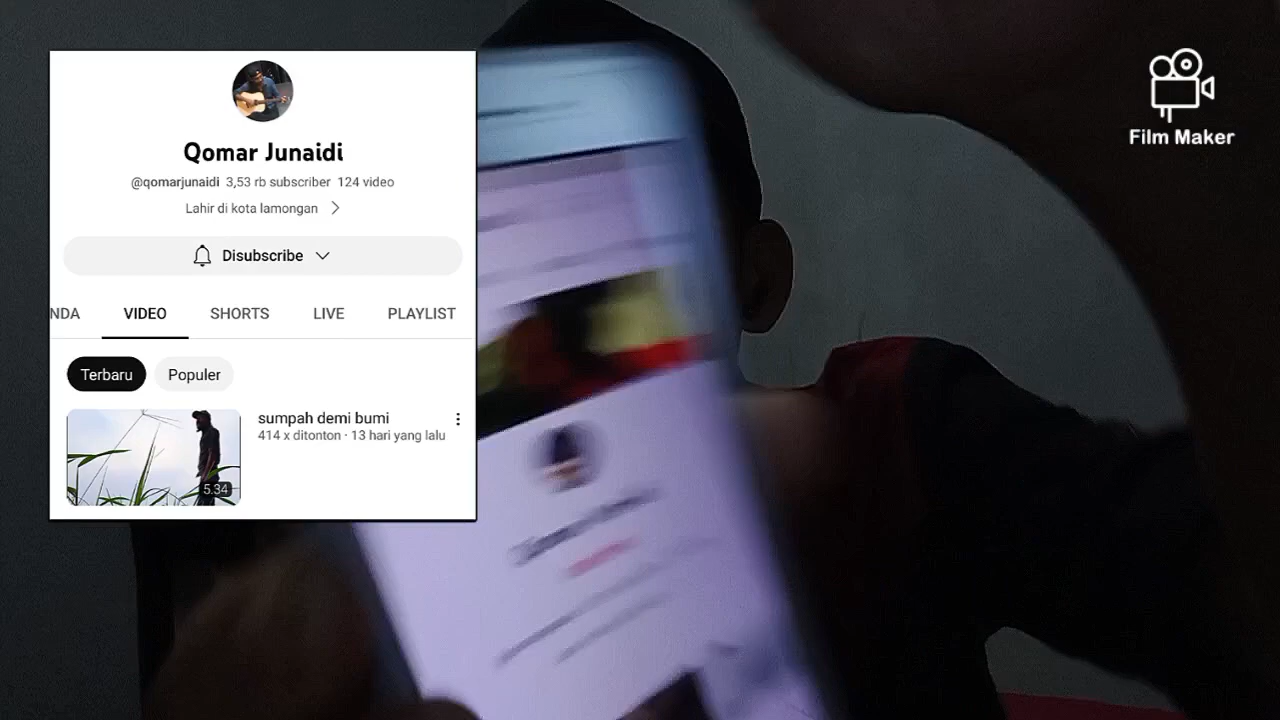 Qomar Junaidi
@qomarjunaidi 3,53 rb subscriber 124 video
Lahir di kota lamongan
Disubscribe
NDA VIDEO SHORTS LIVE PLAYLIST
Terbaru Populer
sumpah demi bumi
414 x ditonton · 13 hari yang lalu
5.34
Film Maker